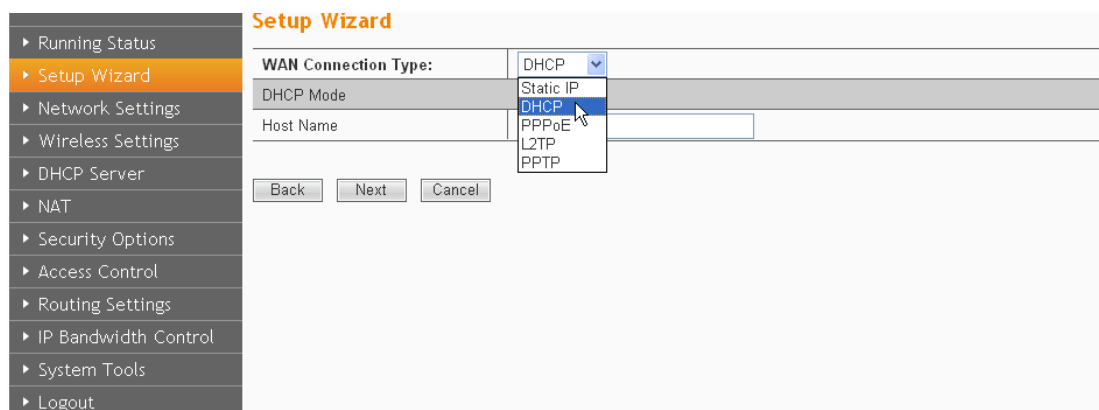 Running Status
Setup Wizard
Network Settings
Wireless Settings
DHCP Server
NAT
Security Options
Access Control
Routing Settings
IP Bandwidth Control
System Tools
Logout
Setup Wizard
WAN Connection Type: DHCP
DHCP Mode
Host Name
Static IP
DHCP
PPPoE
L2TP
PPTP
Back Next Cancel